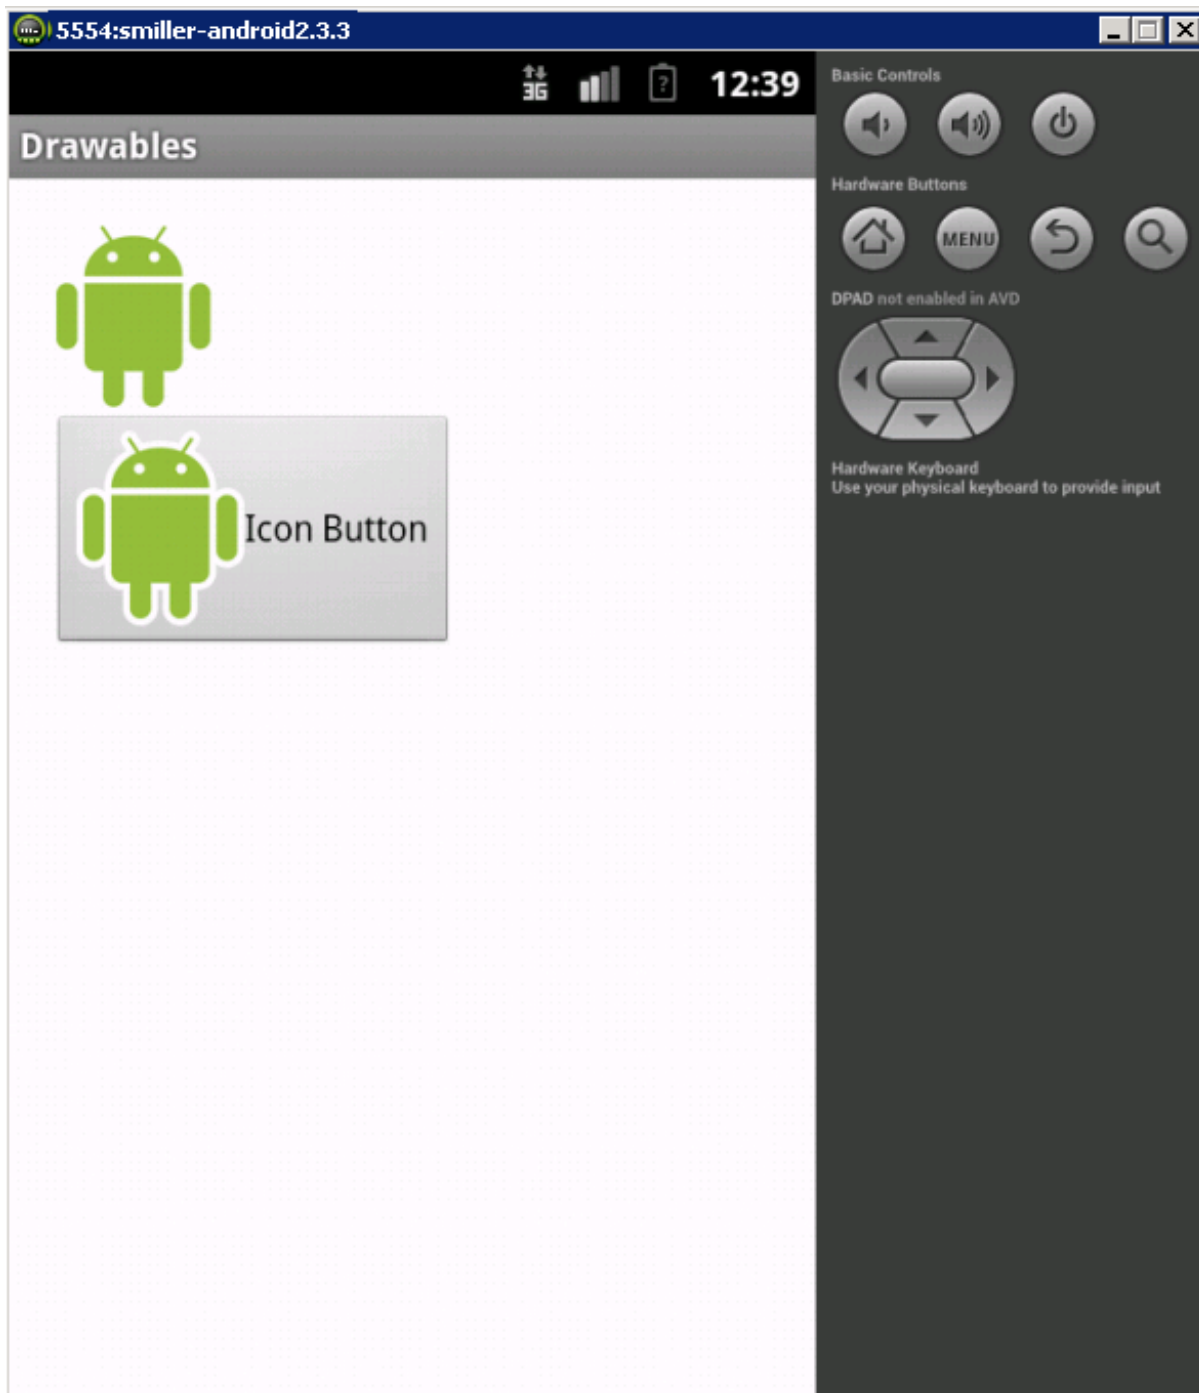 5554:smiller-android2.3.3
3G ? 12:39
Drawables
Icon Button
Basic Controls
Hardware Buttons
MENU
DPAD not enabled in AVD
Hardware Keyboard
Use your physical keyboard to provide input